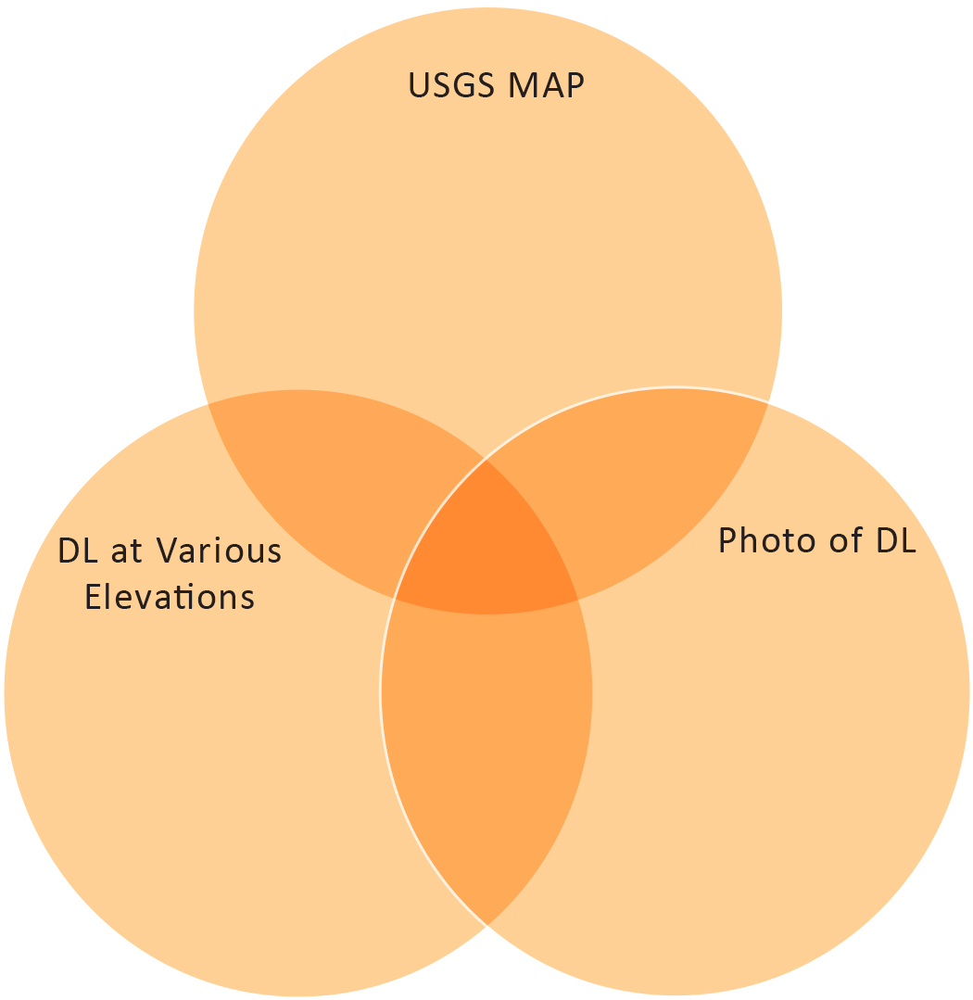 USGS MAP
DL at Various
Elevations
Photo of DL